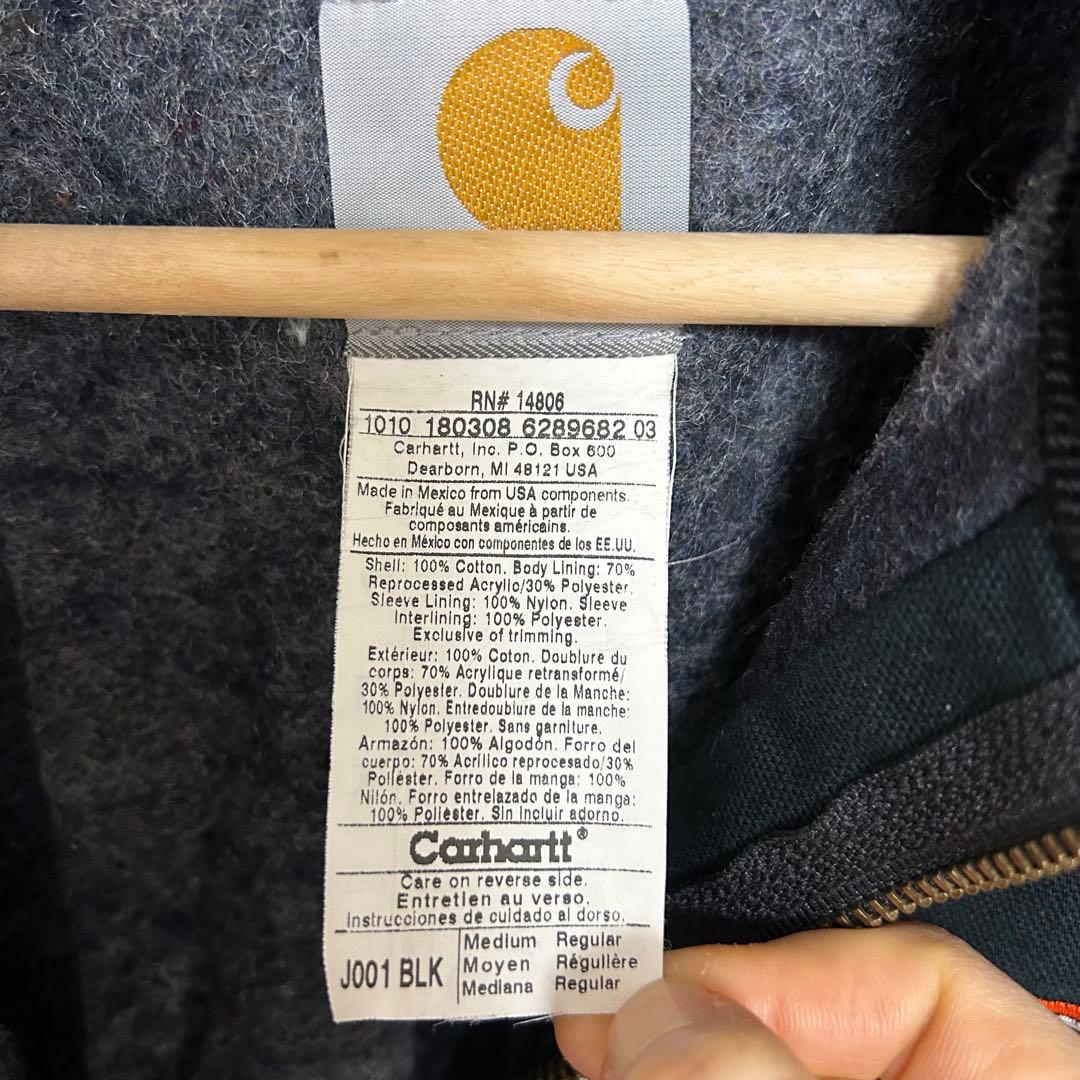 RN# 14806
1010 180308 6289682 03
Carhartt, Inc. P.O. Box 600
Dearborn, MI 48121 USA
Made in Mexico from USA components.
Fabriqué au Mexique à partir de
composants américains.
Hecho en México con componentes de los EE.UU.
Shell: 100% Cotton. Body Lining: 70%
Reprocessed Acrylic/30% Polyester.
Sleeve Lining: 100% Nylon. Sleeve
Interlining: 100% Polyester.
Exclusive of trimming.
Extérieur: 100% Coton. Doublure du
corps: 70% Acrylique retransformé/
30% Polyester. Doublure de la Manche:
100% Nylon. Entredoublure de la manche:
100% Polyester. Sans garniture.
Armazón: 100% Algodón. Forro del
cuerpo: 70% Acrílico reprocesado/30%
Poliéster. Forro de la manga: 100%
Nilón. Forro entrelazado de la manga:
100% Poliester. Sin incluir adorno.
Carhartt®
Care on reverse side.
Entretien au verso.
Instrucciones de cuidado al dorso.
J001 BLK
Medium Regular
Moyen Régulière
Mediana Regular